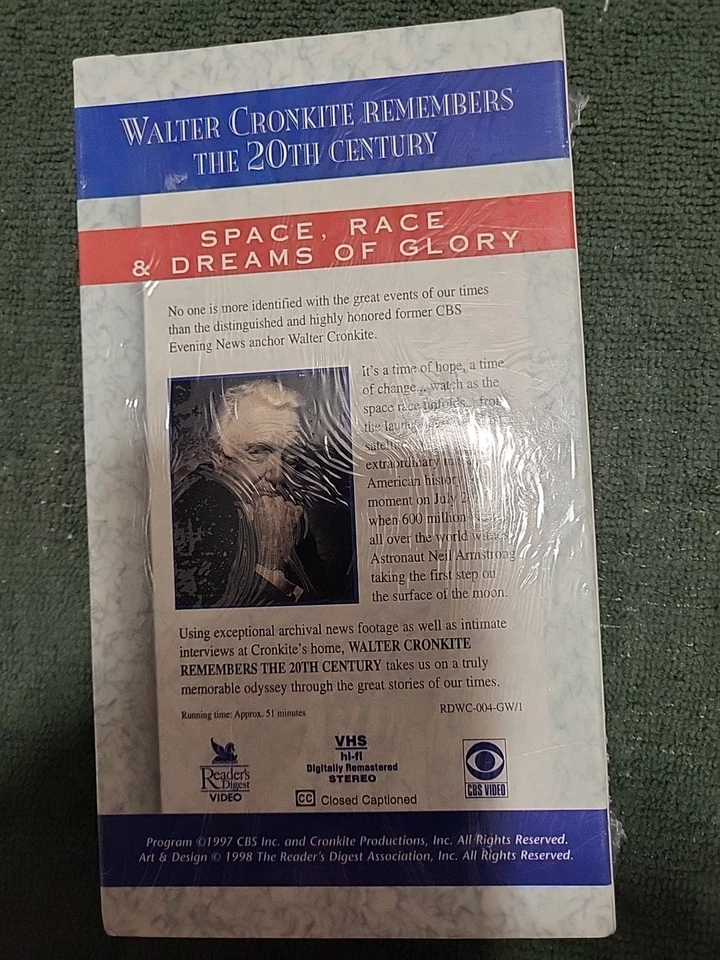 WALTER CRONKITE REMEMBERS
THE 20TH CENTURY
SPACE, RACE
& DREAMS OF GLORY
No one is more identified with the great events of our times
than the distinguished and highly honored former CBS
Evening News anchor Walter Cronkite.
It's a time of hope, a time
of change... watch as the
space race unfolds... from
the
extraordinary
American
moment on July
when 600 million
all over the world
Astronaut Neil Armstrong
taking the first step on
the surface of the moon.
Using exceptional archival news footage as well as intimate
interviews at Cronkite's home, WALTER CRONKITE
REMEMBERS THE 20TH CENTURY takes us on a truly
memorable odyssey through the great stories of our times.
Running time: Approx. 51 minutes
RDWC-004-GW/1
Reader's
Digest
VIDEO
VHS
hi-fi
Digitally Remastered
STEREO
CC Closed Captioned
CBS VIDEO
Program ©1997 CBS Inc. and Cronkite Productions, Inc. All Rights Reserved.
Art & Design © 1998 The Reader's Digest Association, Inc. All Rights Reserved.